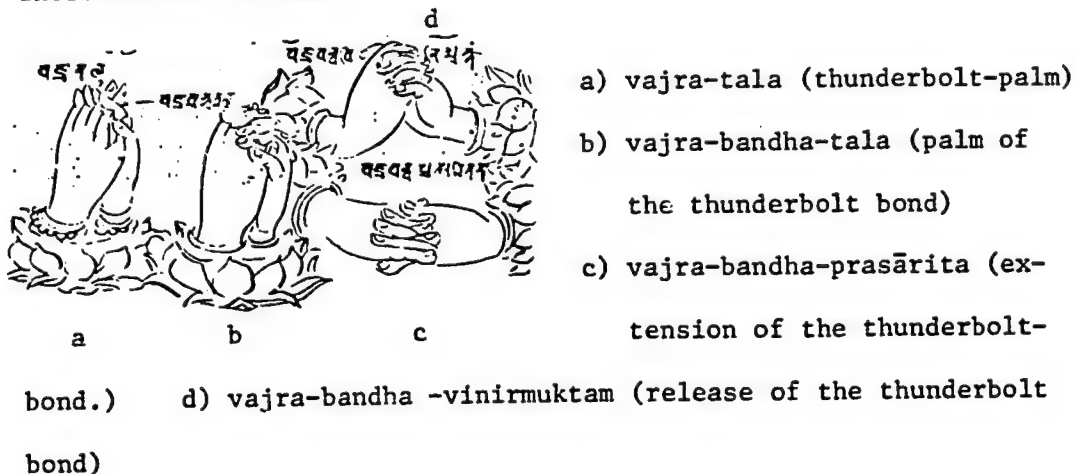 d
a) vajra-tala (thunderbolt-palm)
b) vajra-bandha-tala (palm of
the thunderbolt bond)
c) vajra-bandha-prasārita (ex-
tension of the thunderbolt-
a b c
bond.) d) vajra-bandha -vinirmuktam (release of the thunderbolt
bond)